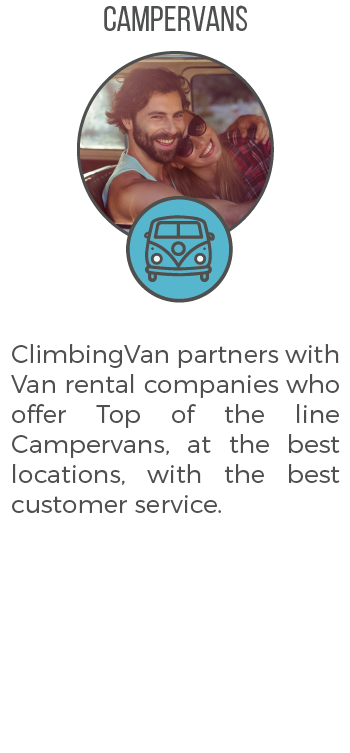 CAMPERVANS
ClimbingVan partners with
Van rental companies who
offer Top of the line
Campervans, at the best
locations, with the best
customer service.